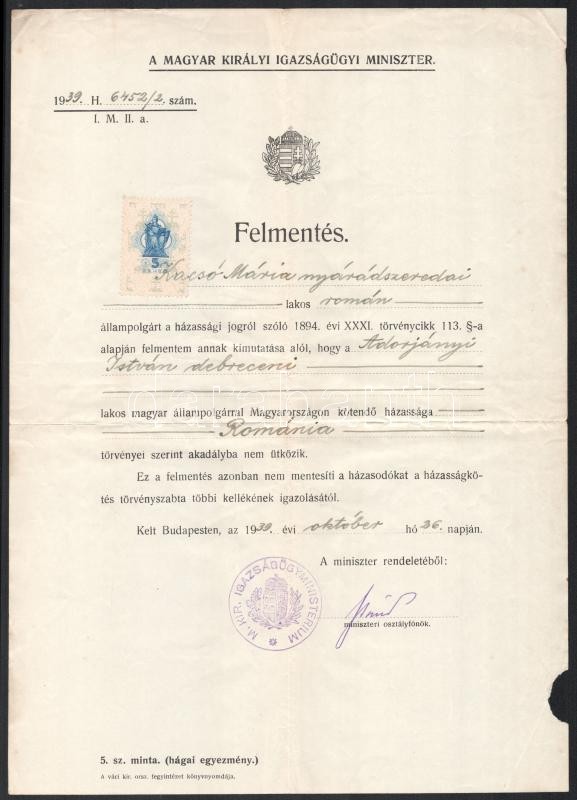 A MAGYAR KIRÁLYI IGAZSÁGÜGYI MINISZTER.
1939. H. 6452/2. szám.
I. M. II. a.
5
Felmentés.
Kacsó Mária nyárádszeredai
lakos román
állampolgárt a házassági jogról szóló 1894. évi XXXI. törvénycikk 113. §-a
alapján felmentem annak kimutatása alól, hogy a Adorjányi
István debreceni
lakos magyar állampolgárral Magyarországon kötendő házassága
Románia
törvényei szerint akadályba nem ütközik.
Ez a felmentés azonban nem mentesíti a házasodókat a házasságkö-
tés törvényszabta többi kellékének igazolásától.
Kelt Budapesten, az 1939. évi október hó 26. napján.
A miniszter rendeletéből:
M. KIR. IGAZSÁGÜGYMINISTERIUM
miniszteri osztályfőnök.
5. sz. minta. (hágai egyezmény.)
A váci kir. orsz. fegyintézet könyvnyomdája.